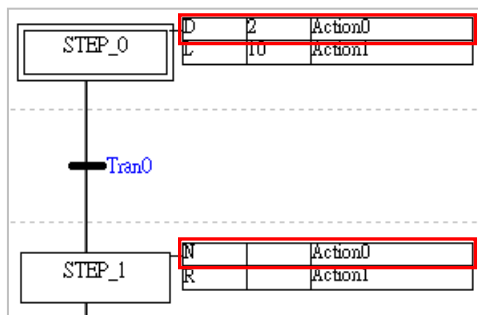 STEP_0 D 2 Action0
L 10 Action1
Tran0
STEP_1 N Action0
R Action1